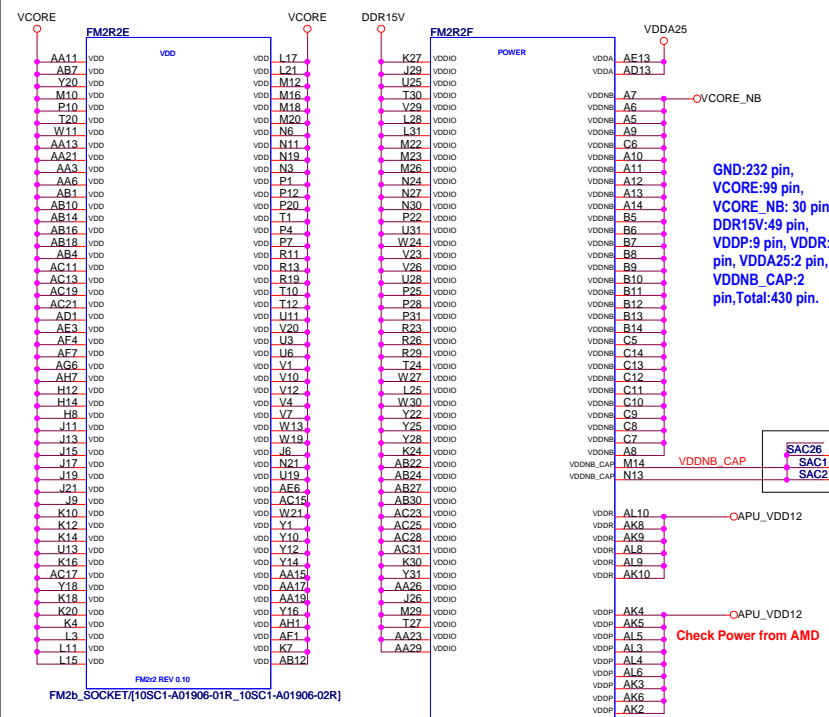 VCORE VCORE DDR15V
FM2R2E FM2R2F VDDA25
VDD POWER
AA11 VDD VDD L17 K27 VDDIO VDDA AE13
AB7 VDD VDD L21 J29 VDDIO VDDA AD13
Y20 VDD VDD M12 U25 VDDIO
M10 VDD VDD M16 T30 VDDIO VDDNB A7 VCORE_NB
P10 VDD VDD M18 V29 VDDIO VDDNB A6
T20 VDD VDD M20 L28 VDDIO VDDNB A5
W11 VDD VDD N6 L31 VDDIO VDDNB A9
AA13 VDD VDD N11 M22 VDDIO VDDNB C6
AA21 VDD VDD N19 M23 VDDIO VDDNB A10
AA3 VDD VDD N3 M26 VDDIO VDDNB A11
AA6 VDD VDD P1 N24 VDDIO VDDNB A12
AB1 VDD VDD P12 N27 VDDIO VDDNB A13
AB10 VDD VDD P20 N30 VDDIO VDDNB A14
AB14 VDD VDD T1 P22 VDDIO VDDNB B5
AB16 VDD VDD P4 U31 VDDIO VDDNB B6
AB18 VDD VDD P7 W24 VDDIO VDDNB B7
AB4 VDD VDD R11 V23 VDDIO VDDNB B8
AC11 VDD VDD R13 V26 VDDIO VDDNB B9
AC13 VDD VDD R19 U28 VDDIO VDDNB B10
AC19 VDD VDD T10 P25 VDDIO VDDNB B11
AC21 VDD VDD T12 P28 VDDIO VDDNB B12
AD1 VDD VDD U11 P31 VDDIO VDDNB B13
AE3 VDD VDD V20 R23 VDDIO VDDNB B14
AF4 VDD VDD U3 R26 VDDIO VDDNB C5
AF7 VDD VDD U6 R29 VDDIO VDDNB C14
AG6 VDD VDD V1 T24 VDDIO VDDNB C13
AH7 VDD VDD V10 W27 VDDIO VDDNB C12
H12 VDD VDD V12 L25 VDDIO VDDNB C11
H14 VDD VDD V4 W30 VDDIO VDDNB C10
H8 VDD VDD V7 Y22 VDDIO VDDNB C9
J11 VDD VDD W13 Y25 VDDIO VDDNB C8
J13 VDD VDD W19 Y28 VDDIO VDDNB C7
J15 VDD VDD J6 K24 VDDIO VDDNB A8
J17 VDD VDD N21 AB22 VDDIO VDDNB_CAP M14 VDDNB_CAP
J19 VDD VDD U19 AB24 VDDIO VDDNB_CAP N13
J21 VDD VDD AE6 AB27 VDDIO
J9 VDD VDD AC15 AB30 VDDIO
K10 VDD VDD W21 AC23 VDDIO VDDR AL10 APU_VDD12
K12 VDD VDD Y1 AC25 VDDIO VDDR AK8
K14 VDD VDD Y10 AC28 VDDIO VDDR AK9
U13 VDD VDD Y12 AC31 VDDIO VDDR AL8
K16 VDD VDD Y14 K30 VDDIO VDDR AL9
AC17 VDD VDD AA15 Y31 VDDIO VDDR AK10
Y18 VDD VDD AA17 AA26 VDDIO
K18 VDD VDD AA19 J26 VDDIO
K20 VDD VDD Y16 M29 VDDIO VDDP AK4 APU_VDD12
K4 VDD VDD AH1 T27 VDDIO VDDP AK5
L3 VDD VDD AF1 AA23 VDDIO VDDP AL5
L11 VDD VDD K7 AA29 VDDIO VDDP AL3
L15 VDD VDD AB12 VDDP AL4
VDDP AL6
VDDP AK3
VDDP AK6
VDDP AK2
FM2r2 REV 0.10
FM2b_SOCKET/[10SC1-A01906-01R_10SC1-A01906-02R]
GND:232 pin,
VCORE:99 pin,
VCORE_NB: 30 pin
DDR15V:49 pin,
VDDP:9 pin, VDDR:
pin, VDDA25:2 pin,
VDDNB_CAP:2
pin,Total:430 pin.
SAC26
SAC1
SAC2
Check Power from AMD